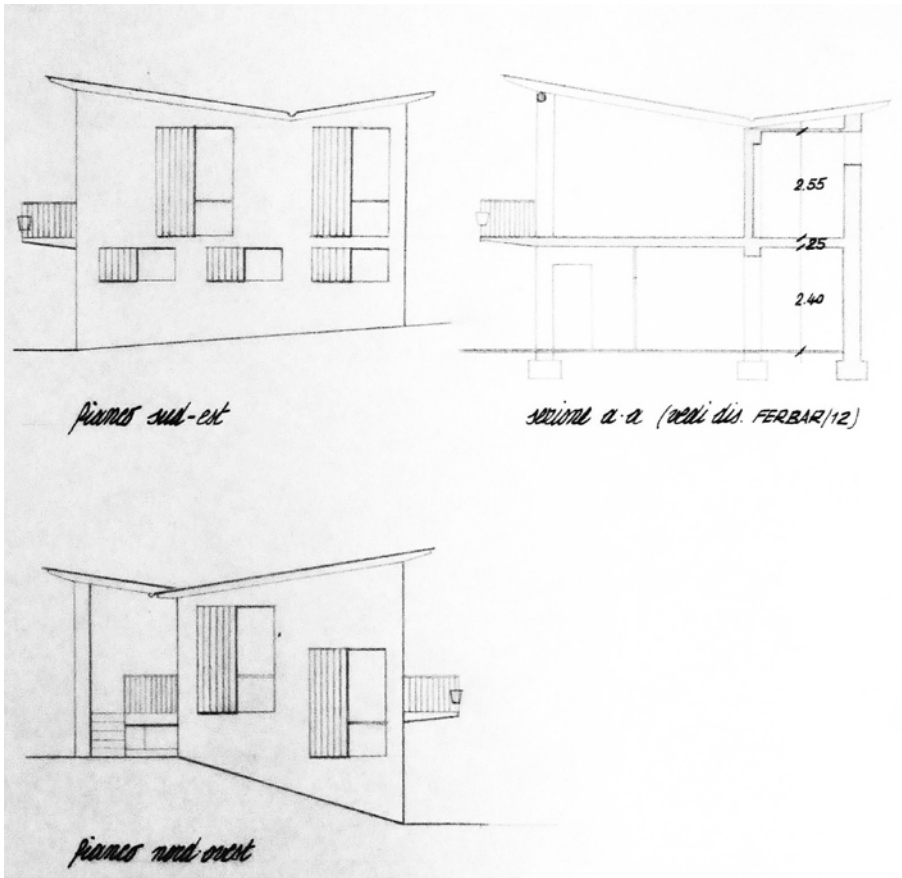 fianco sud-est
2.55
25
2.40
sezione a-a (vedi dis. FERBAR/12)
fianco nord-ovest